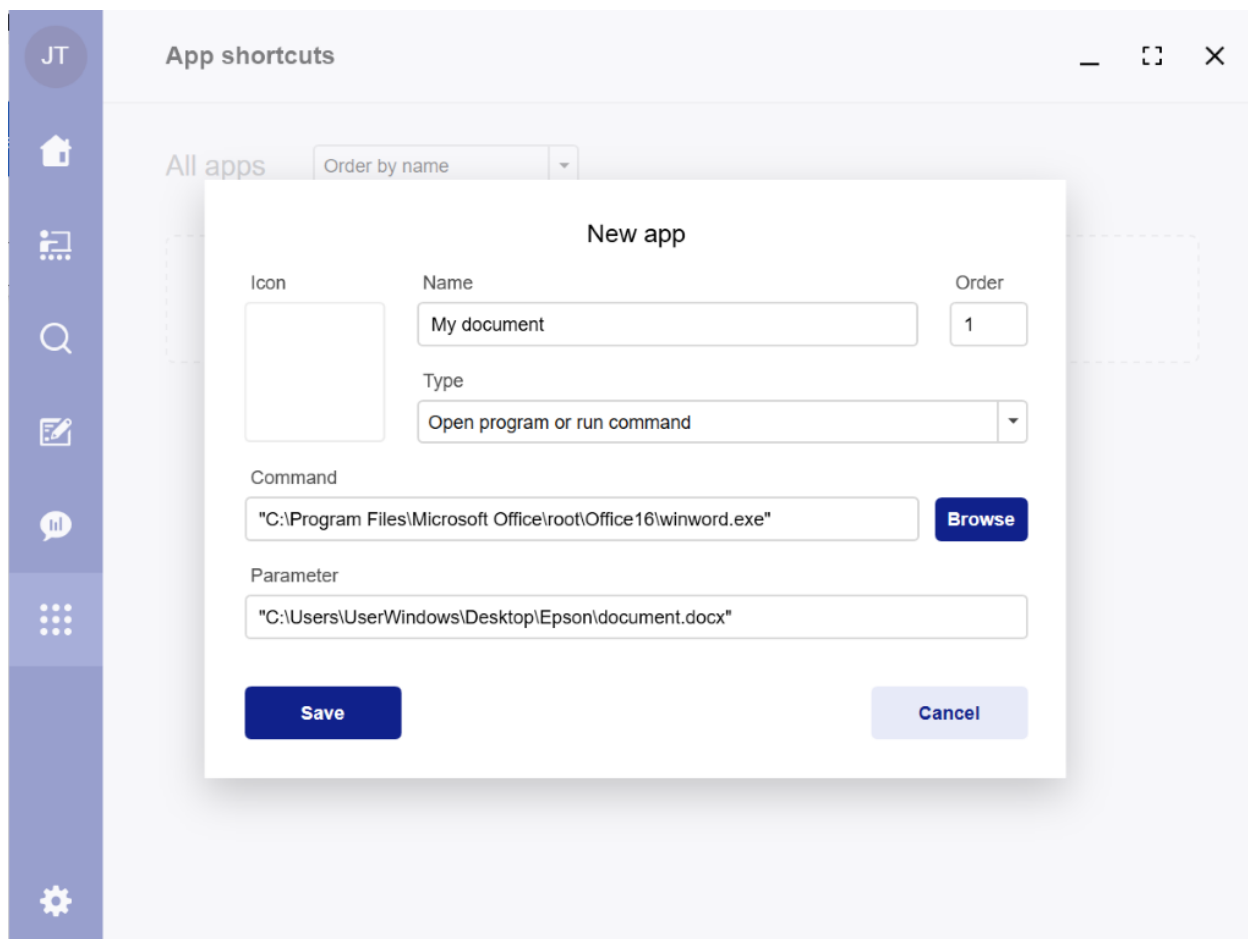 JT
App shortcuts
All apps
Order by name
New app
Icon
Name
Order
My document
1
Type
Open program or run command
Command
"C:\Program Files\Microsoft Office\root\Office16\winword.exe"
Browse
Parameter
"C:\Users\UserWindows\Desktop\Epson\document.docx"
Save
Cancel